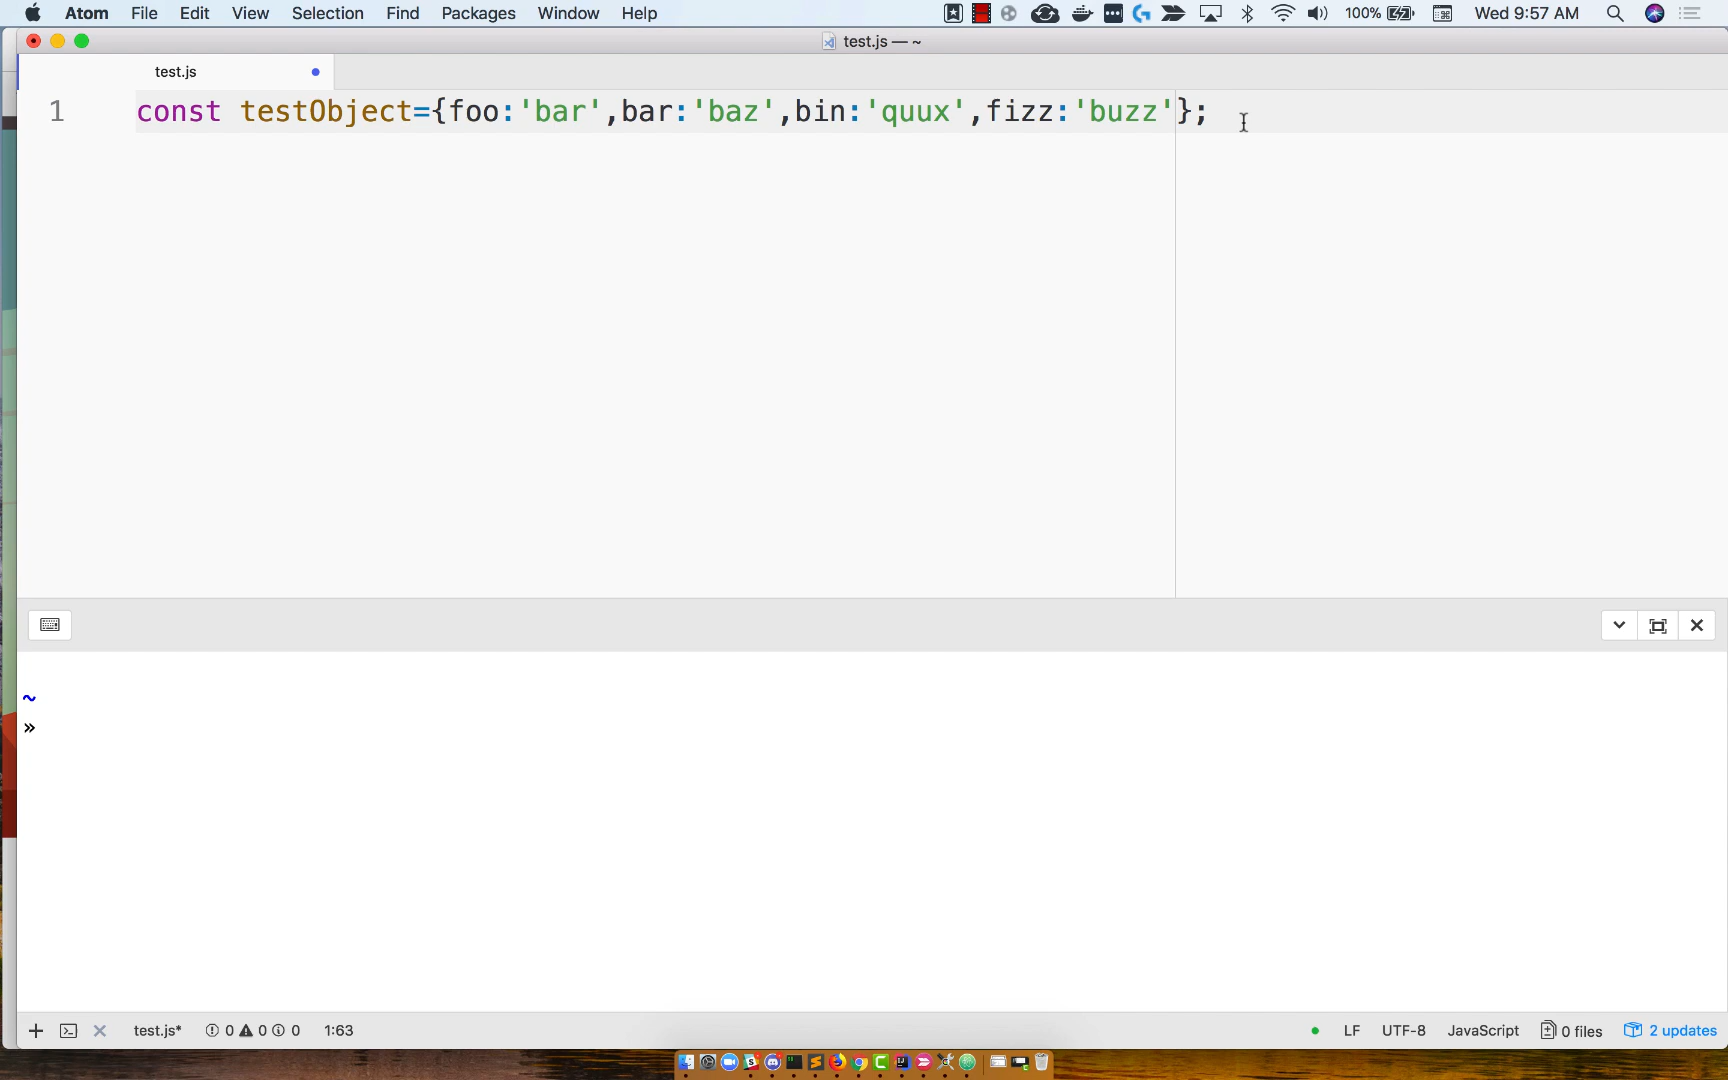 Atom File Edit View Selection Find Packages Window Help 100% Wed 9:57 AM
test.js — ~
test.js
1 const testObject={foo:'bar',bar:'baz',bin:'quux',fizz:'buzz'};
~
»
test.js* 0 0 0 1:63 LF UTF-8 JavaScript 0 files 2 updates